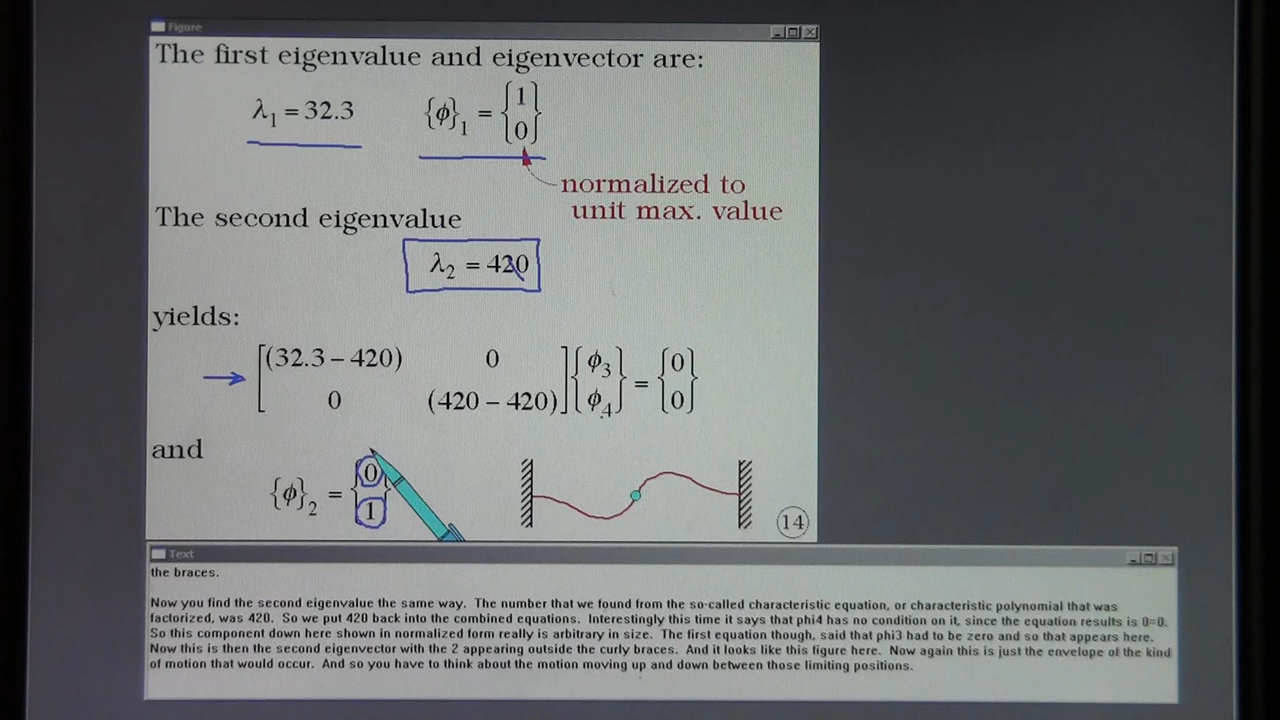 Figure
The first eigenvalue and eigenvector are:
λ₁ = 32.3 {ϕ}₁ = {1 0}
normalized to
unit max. value
The second eigenvalue
λ₂ = 420
yields:
[(32.3 – 420) 0 ] {ϕ₃} = {0}
[0 (420 – 420)] {ϕ₄} {0}
and
{ϕ}₂ = {0 1}
14
Text
the braces.
Now you find the second eigenvalue the same way. The number that we found from the so-called characteristic equation, or characteristic polynomial that was
factorized, was 420. So we put 420 back into the combined equations. Interestingly this time it says that phi4 has no condition on it, since the equation results is 0=0.
So this component down here shown in normalized form really is arbitrary in size. The first equation though, said that phi3 had to be zero and so that appears here.
Now this is then the second eigenvector with the 2 appearing outside the curly braces. And it looks like this figure here. Now again this is just the envelope of the kind
of motion that would occur. And so you have to think about the motion moving up and down between those limiting positions.